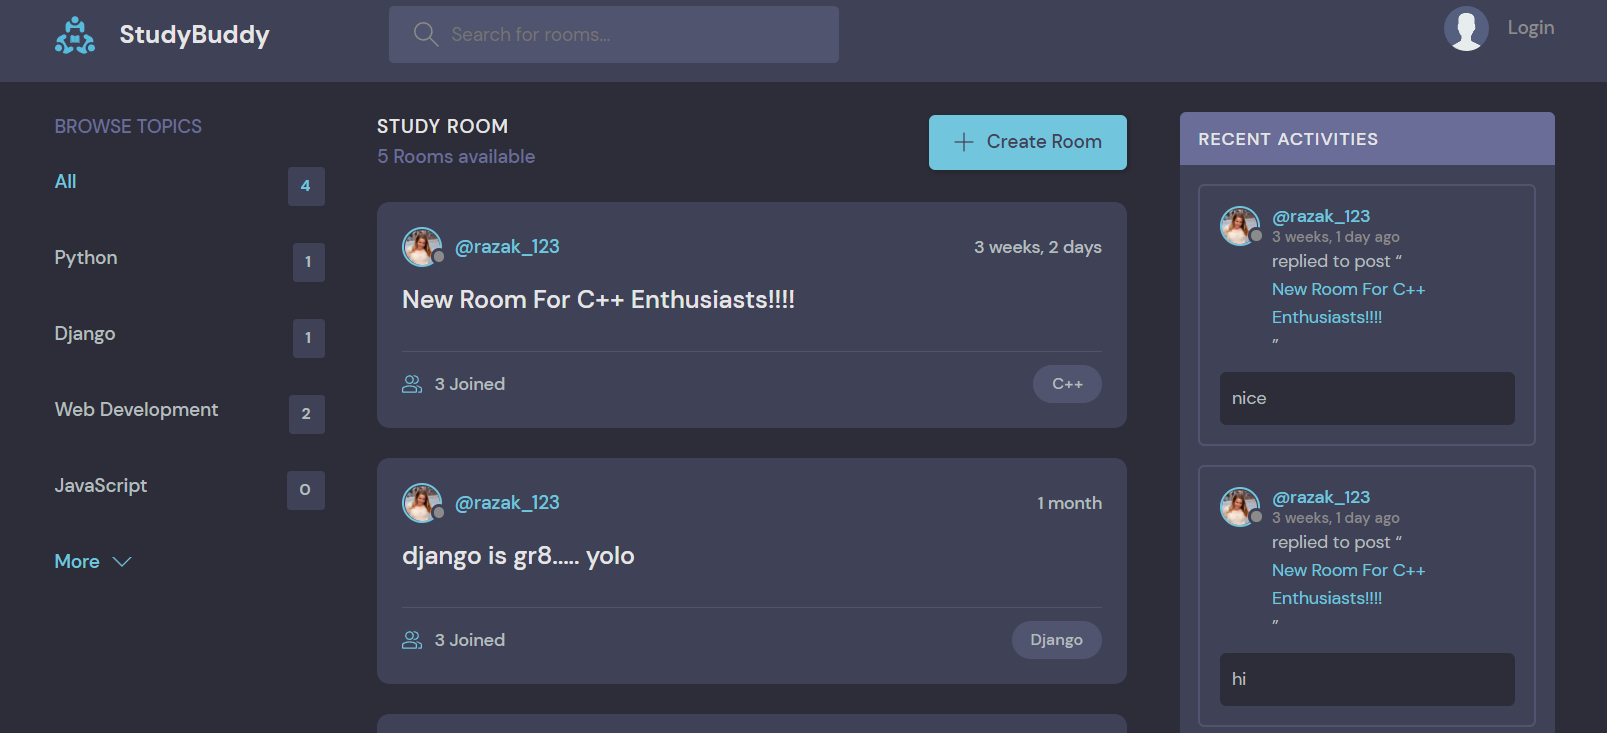 StudyBuddy
Search for rooms...
Login
BROWSE TOPICS
All
4
Python
1
Django
1
Web Development
2
JavaScript
0
More
STUDY ROOM
5 Rooms available
Create Room
@razak_123
3 weeks, 2 days
New Room For C++ Enthusiasts!!!!
3 Joined
C++
@razak_123
1 month
django is gr8..... yolo
3 Joined
Django
RECENT ACTIVITIES
@razak_123
3 weeks, 1 day ago
replied to post “
New Room For C++
Enthusiasts!!!!
”
nice
@razak_123
3 weeks, 1 day ago
replied to post “
New Room For C++
Enthusiasts!!!!
”
hi